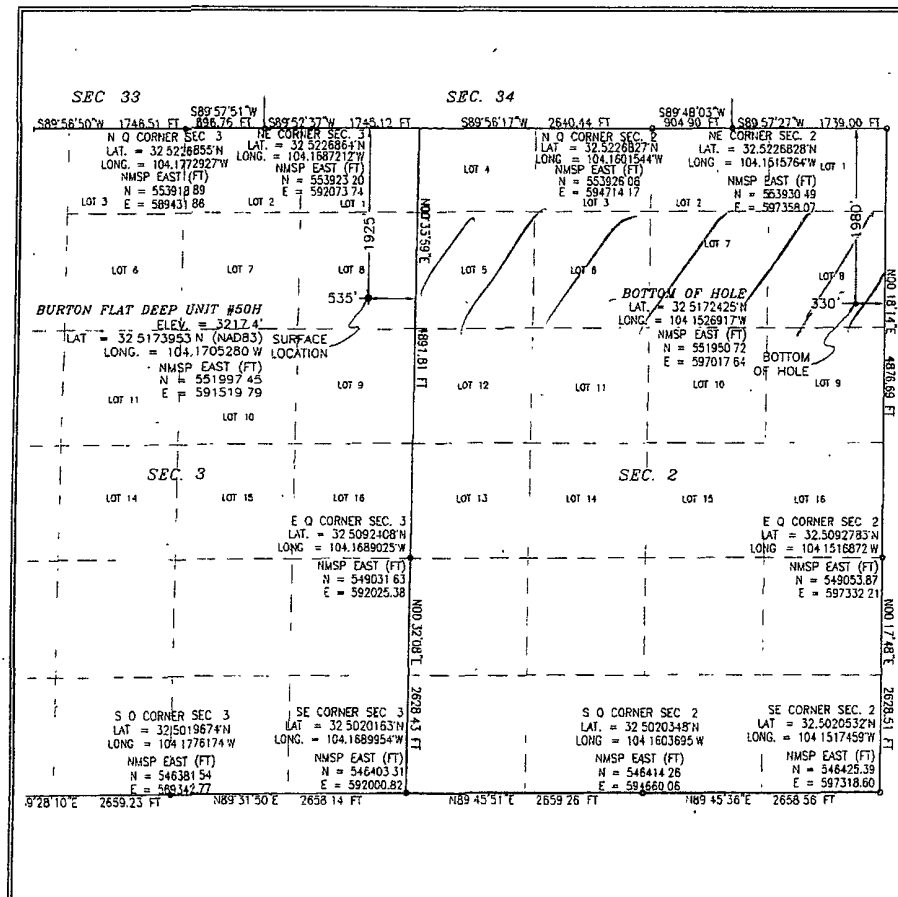 SEC 33
SEC. 34
S89°57'51"W
S89°48'03"W
S89°56'50"W 1746.51 FT
896.76 FT
S89°52'37"W 1745.12 FT
S89°56'17"W 2640.44 FT
904.90 FT
S89°57'27"W 1739.00 FT
N Q CORNER SEC 3
LAT. = 32.5226855°N
LONG. = 104.1772927°W
NMSP EAST (FT)
N = 553918 89
E = 589431 86
NE CORNER SEC. 3
LAT. = 32.5226864°N
LONG. = 104.1687212°W
NMSP EAST (FT)
N = 553923 20
E = 592073 74
N Q CORNER SEC. 2
LAT = 32.5226827°N
LONG. = 104.1601544°W
NMSP EAST (FT)
N = 553926 08
E = 594714 17
NE CORNER SEC. 2
LAT. = 32.5226828°N
LONG. = 104.1515764°W
NMSP EAST (FT)
N = 553930 49
E = 597358 07
LOT 3
LOT 2
LOT 1
LOT 4
LOT 3
LOT 2
LOT 1
1925
1980'
N00°33'59"E
N00°18'14"E
LOT 6
LOT 7
LOT 8
LOT 5
LOT 6
LOT 7
LOT 8
535'
330'
BURTON FLAT DEEP UNIT #50H
ELEV. = 3217.4'
LAT = 32 5173953 N (NAD83)
LONG. = 104.1705280 W
NMSP EAST (FT)
N = 551997 45
E = 591519 79
SURFACE
LOCATION
BOTTOM OF HOLE
LAT. = 32.5172425°N
LONG. = 104.1526917°W
NMSP EAST (FT)
N = 551950 72
E = 597017 64
BOTTOM
OF HOLE
4876.69 FT
LOT 11
LOT 10
LOT 9
LOT 12
LOT 11
LOT 10
LOT 9
SEC. 3
SEC. 2
LOT 14
LOT 15
LOT 16
LOT 13
LOT 14
LOT 15
LOT 16
E Q CORNER SEC. 3
LAT. = 32.5092408°N
LONG = 104.1689025°W
NMSP EAST (FT)
N = 549031 63
E = 592025.38
E Q CORNER SEC. 2
LAT = 32.5092783°N
LONG = 104.1516872 W
NMSP EAST (FT)
N = 549053.87
E = 597332 21
N00°32'08"E
2628.43 FT
N00°17'48"E
2628.51 FT
S Q CORNER SEC 3
LAT = 32.5019674°N
LONG = 104 1776174 W
NMSP EAST (FT)
N = 546381 54
E = 589342.77
SE CORNER SEC. 3
LAT = 32.5020163°N
LONG. = 104.1689954°W
NMSP EAST (FT)
N = 546403 31
E = 592000.82
S Q CORNER SEC. 2
LAT. = 32.5020348°N
LONG = 104.1603695°W
NMSP EAST (FT)
N = 546414 26
E = 594660 06
SE CORNER SEC. 2
LAT = 32.5020532°N
LONG = 104.1517459°W
NMSP EAST (FT)
N = 546425.39
E = 597318.60
9°28'10"E 2659.23 FT
N89°31'50 E 2658 14 FT
N89 45'51"E 2659 26 FT
N89 45'36"E 2658 56 FT